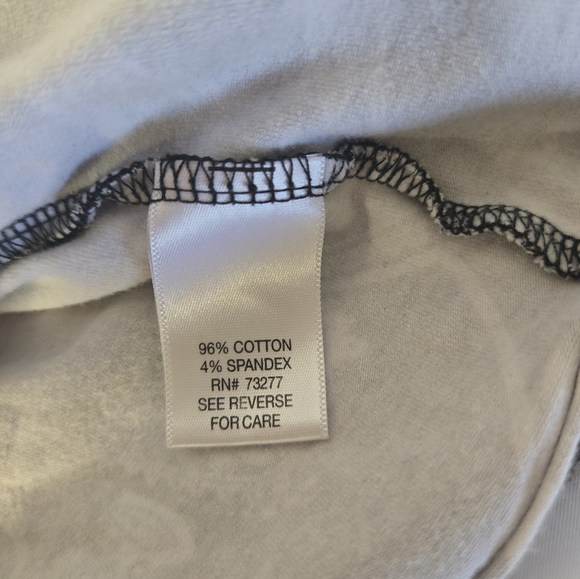 96% COTTON
4% SPANDEX
RN# 73277
SEE REVERSE
FOR CARE